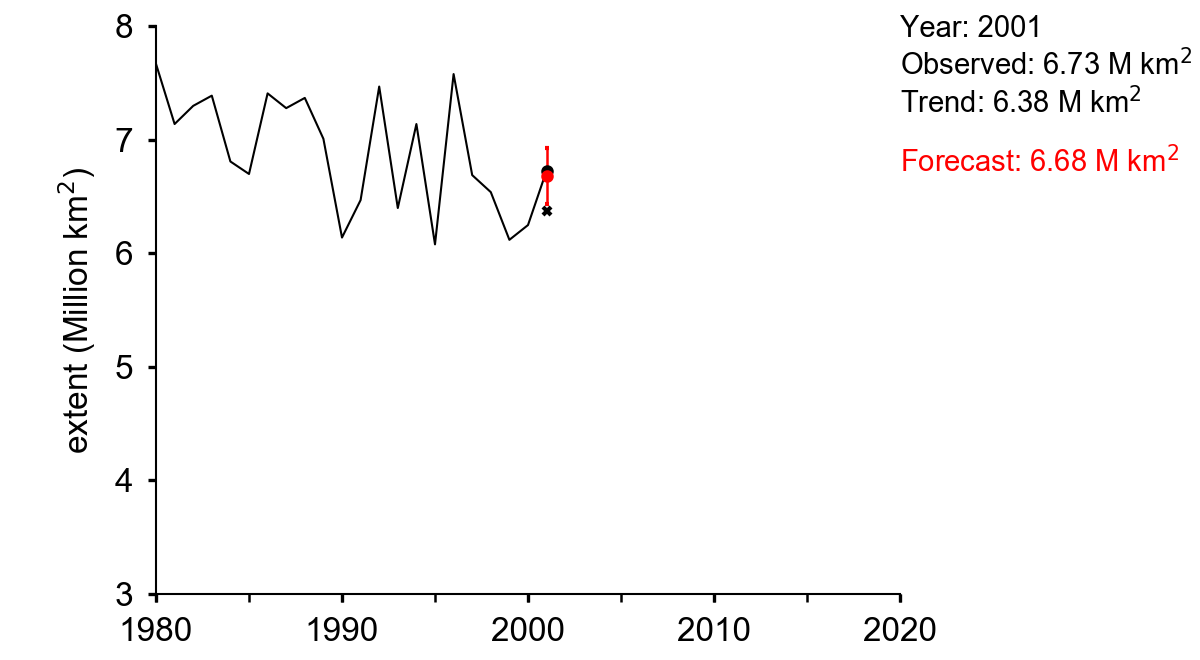 Year: 2001
Observed: 6.73 M km²
Trend: 6.38 M km²
Forecast: 6.68 M km²
extent (Million km²)
8
7
6
5
4
3
1980 1990 2000 2010 2020